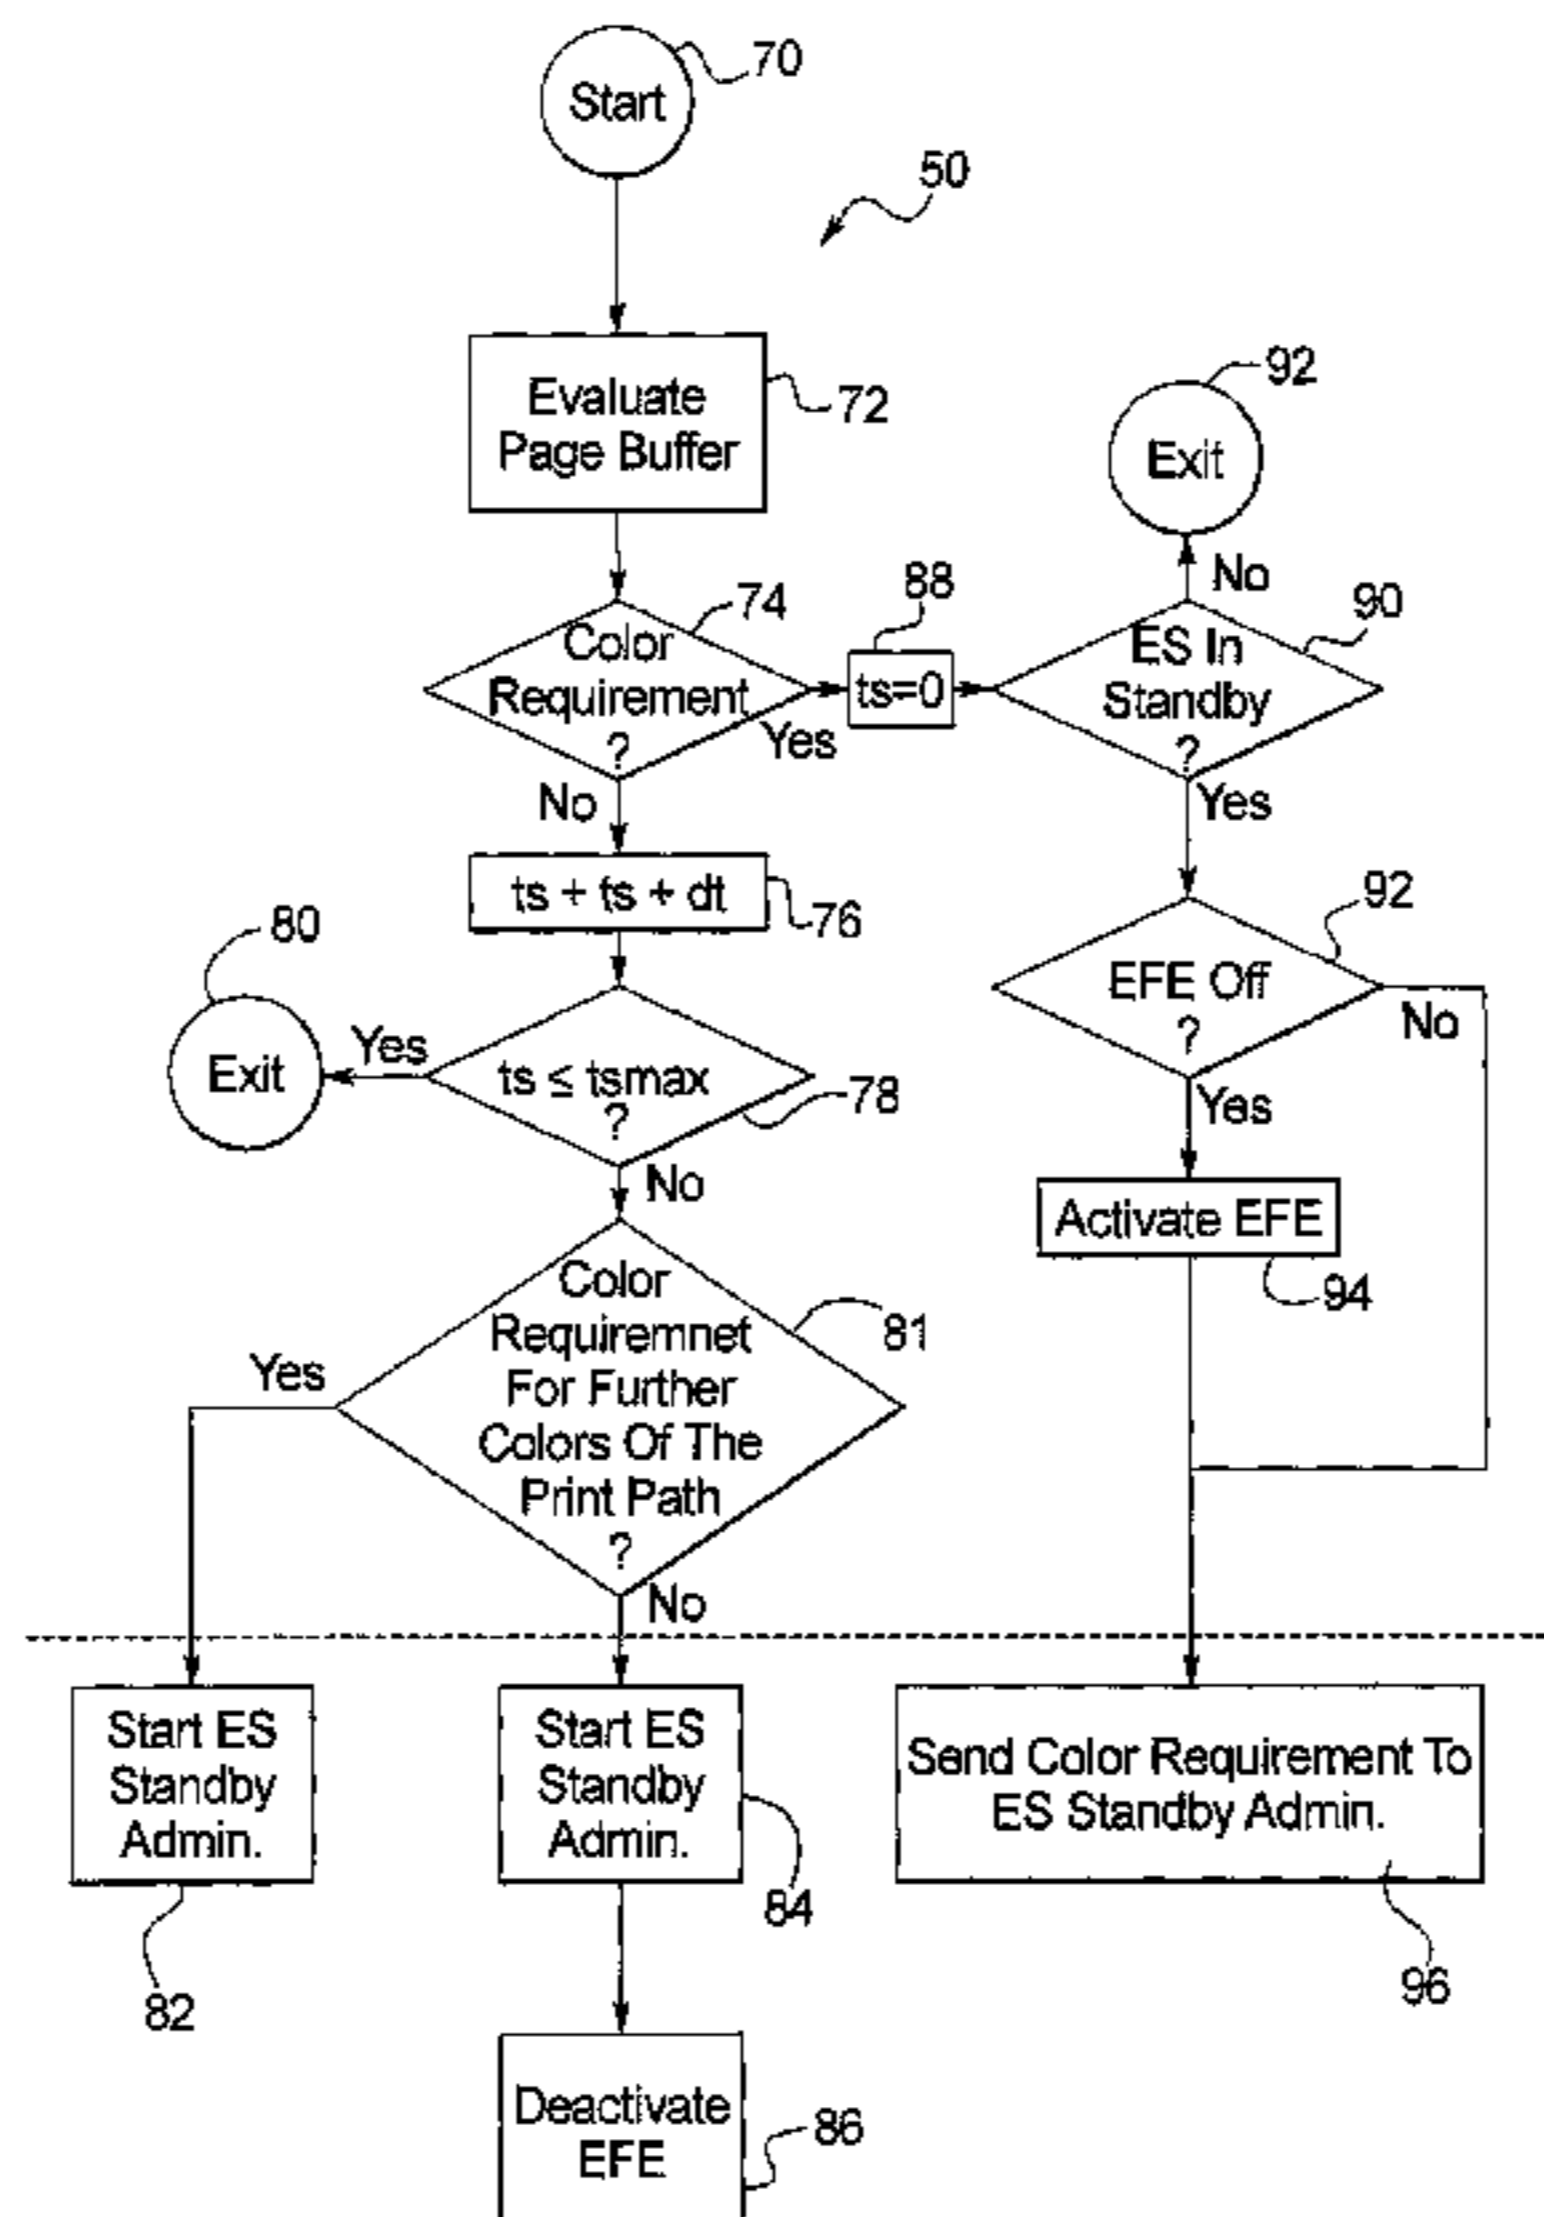 70
Start
50
Evaluate
Page Buffer
72
92
Exit
No
88
74
90
Color
Requirement
?
Yes
No
ts=0
ES In
Standby
?
Yes
ts + ts + dt
76
92
80
Exit
Yes
ts ≤ tsmax
?
78
No
EFE Off
?
No
Yes
Activate EFE
94
Color
Requiremnet
For Further
Colors Of The
Print Path
?
81
Yes
No
Start ES
Standby
Admin.
82
Start ES
Standby
Admin.
84
Send Color Requirement To
ES Standby Admin.
96
Deactivate
EFE
86